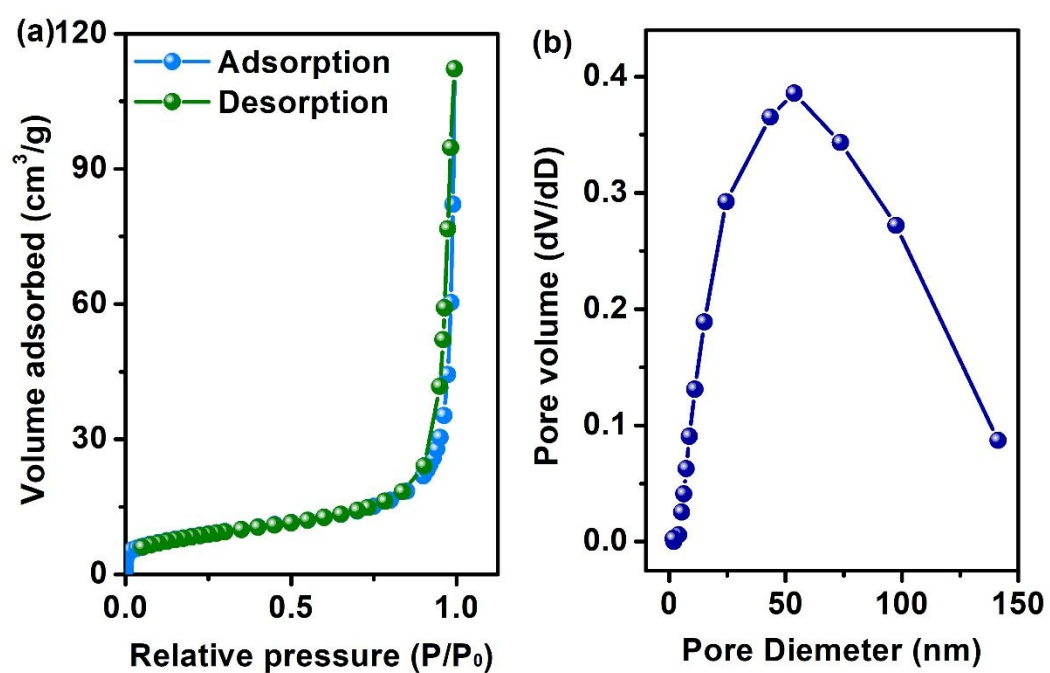 (a)
120
90
60
30
0
Adsorption
Desorption
Volume adsorbed (cm³/g)
0.0
0.5
1.0
Relative pressure (P/P₀)
(b)
0.4
0.3
0.2
0.1
0.0
Pore volume (dV/dD)
0
50
100
150
Pore Diemeter (nm)